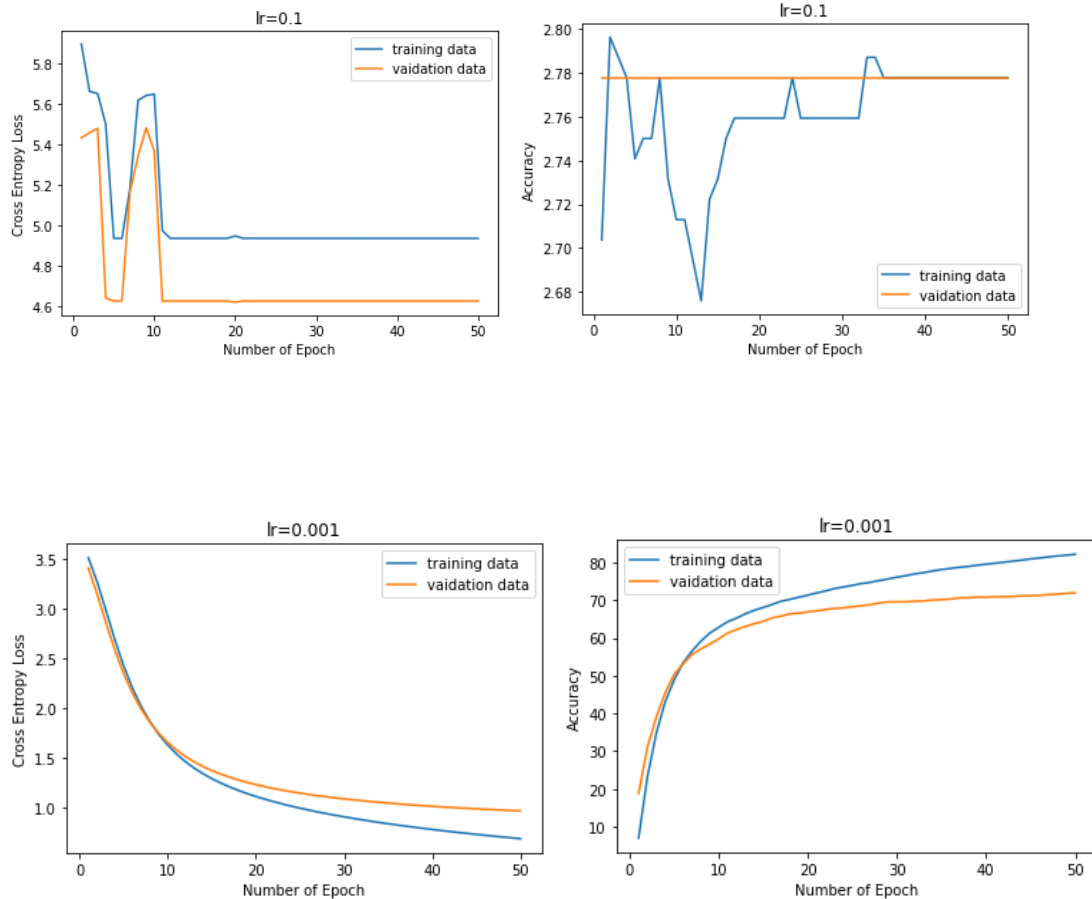 lr=0.1
5.8
5.6
5.4
5.2
5.0
4.8
4.6
Cross Entropy Loss
training data
vaidation data
0
10
20
30
40
50
Number of Epoch
lr=0.1
2.80
2.78
2.76
2.74
2.72
2.70
2.68
Accuracy
training data
vaidation data
0
10
20
30
40
50
Number of Epoch
lr=0.001
3.5
3.0
2.5
2.0
1.5
1.0
Cross Entropy Loss
training data
vaidation data
0
10
20
30
40
50
Number of Epoch
lr=0.001
80
70
60
50
40
30
20
10
Accuracy
training data
vaidation data
0
10
20
30
40
50
Number of Epoch